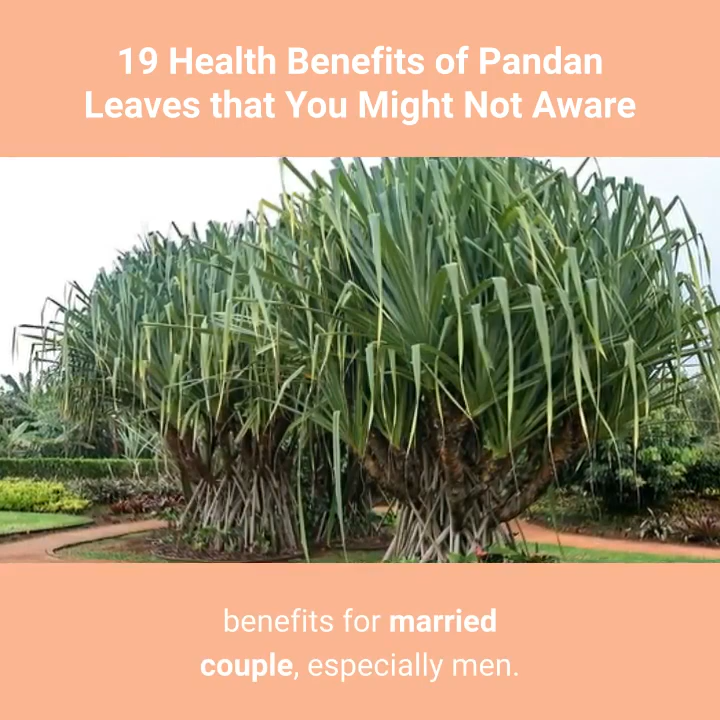 19 Health Benefits of Pandan
Leaves that You Might Not Aware
benefits for married
couple, especially men.